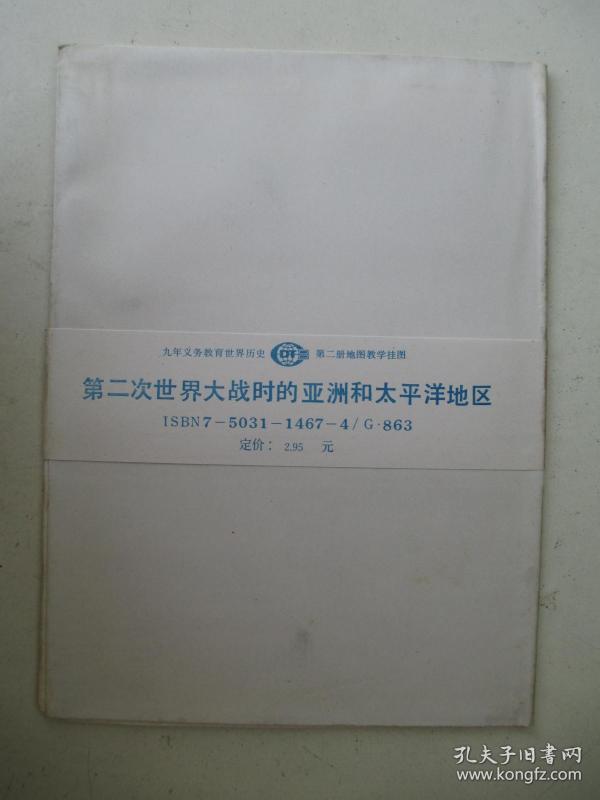 九年义务教育世界历史 第二册地图教学挂图
第二次世界大战时的亚洲和太平洋地区
ISBN7-5031-1467-4/G·863
定价: 2.95 元
孔夫子旧书网
www.kongfz.com